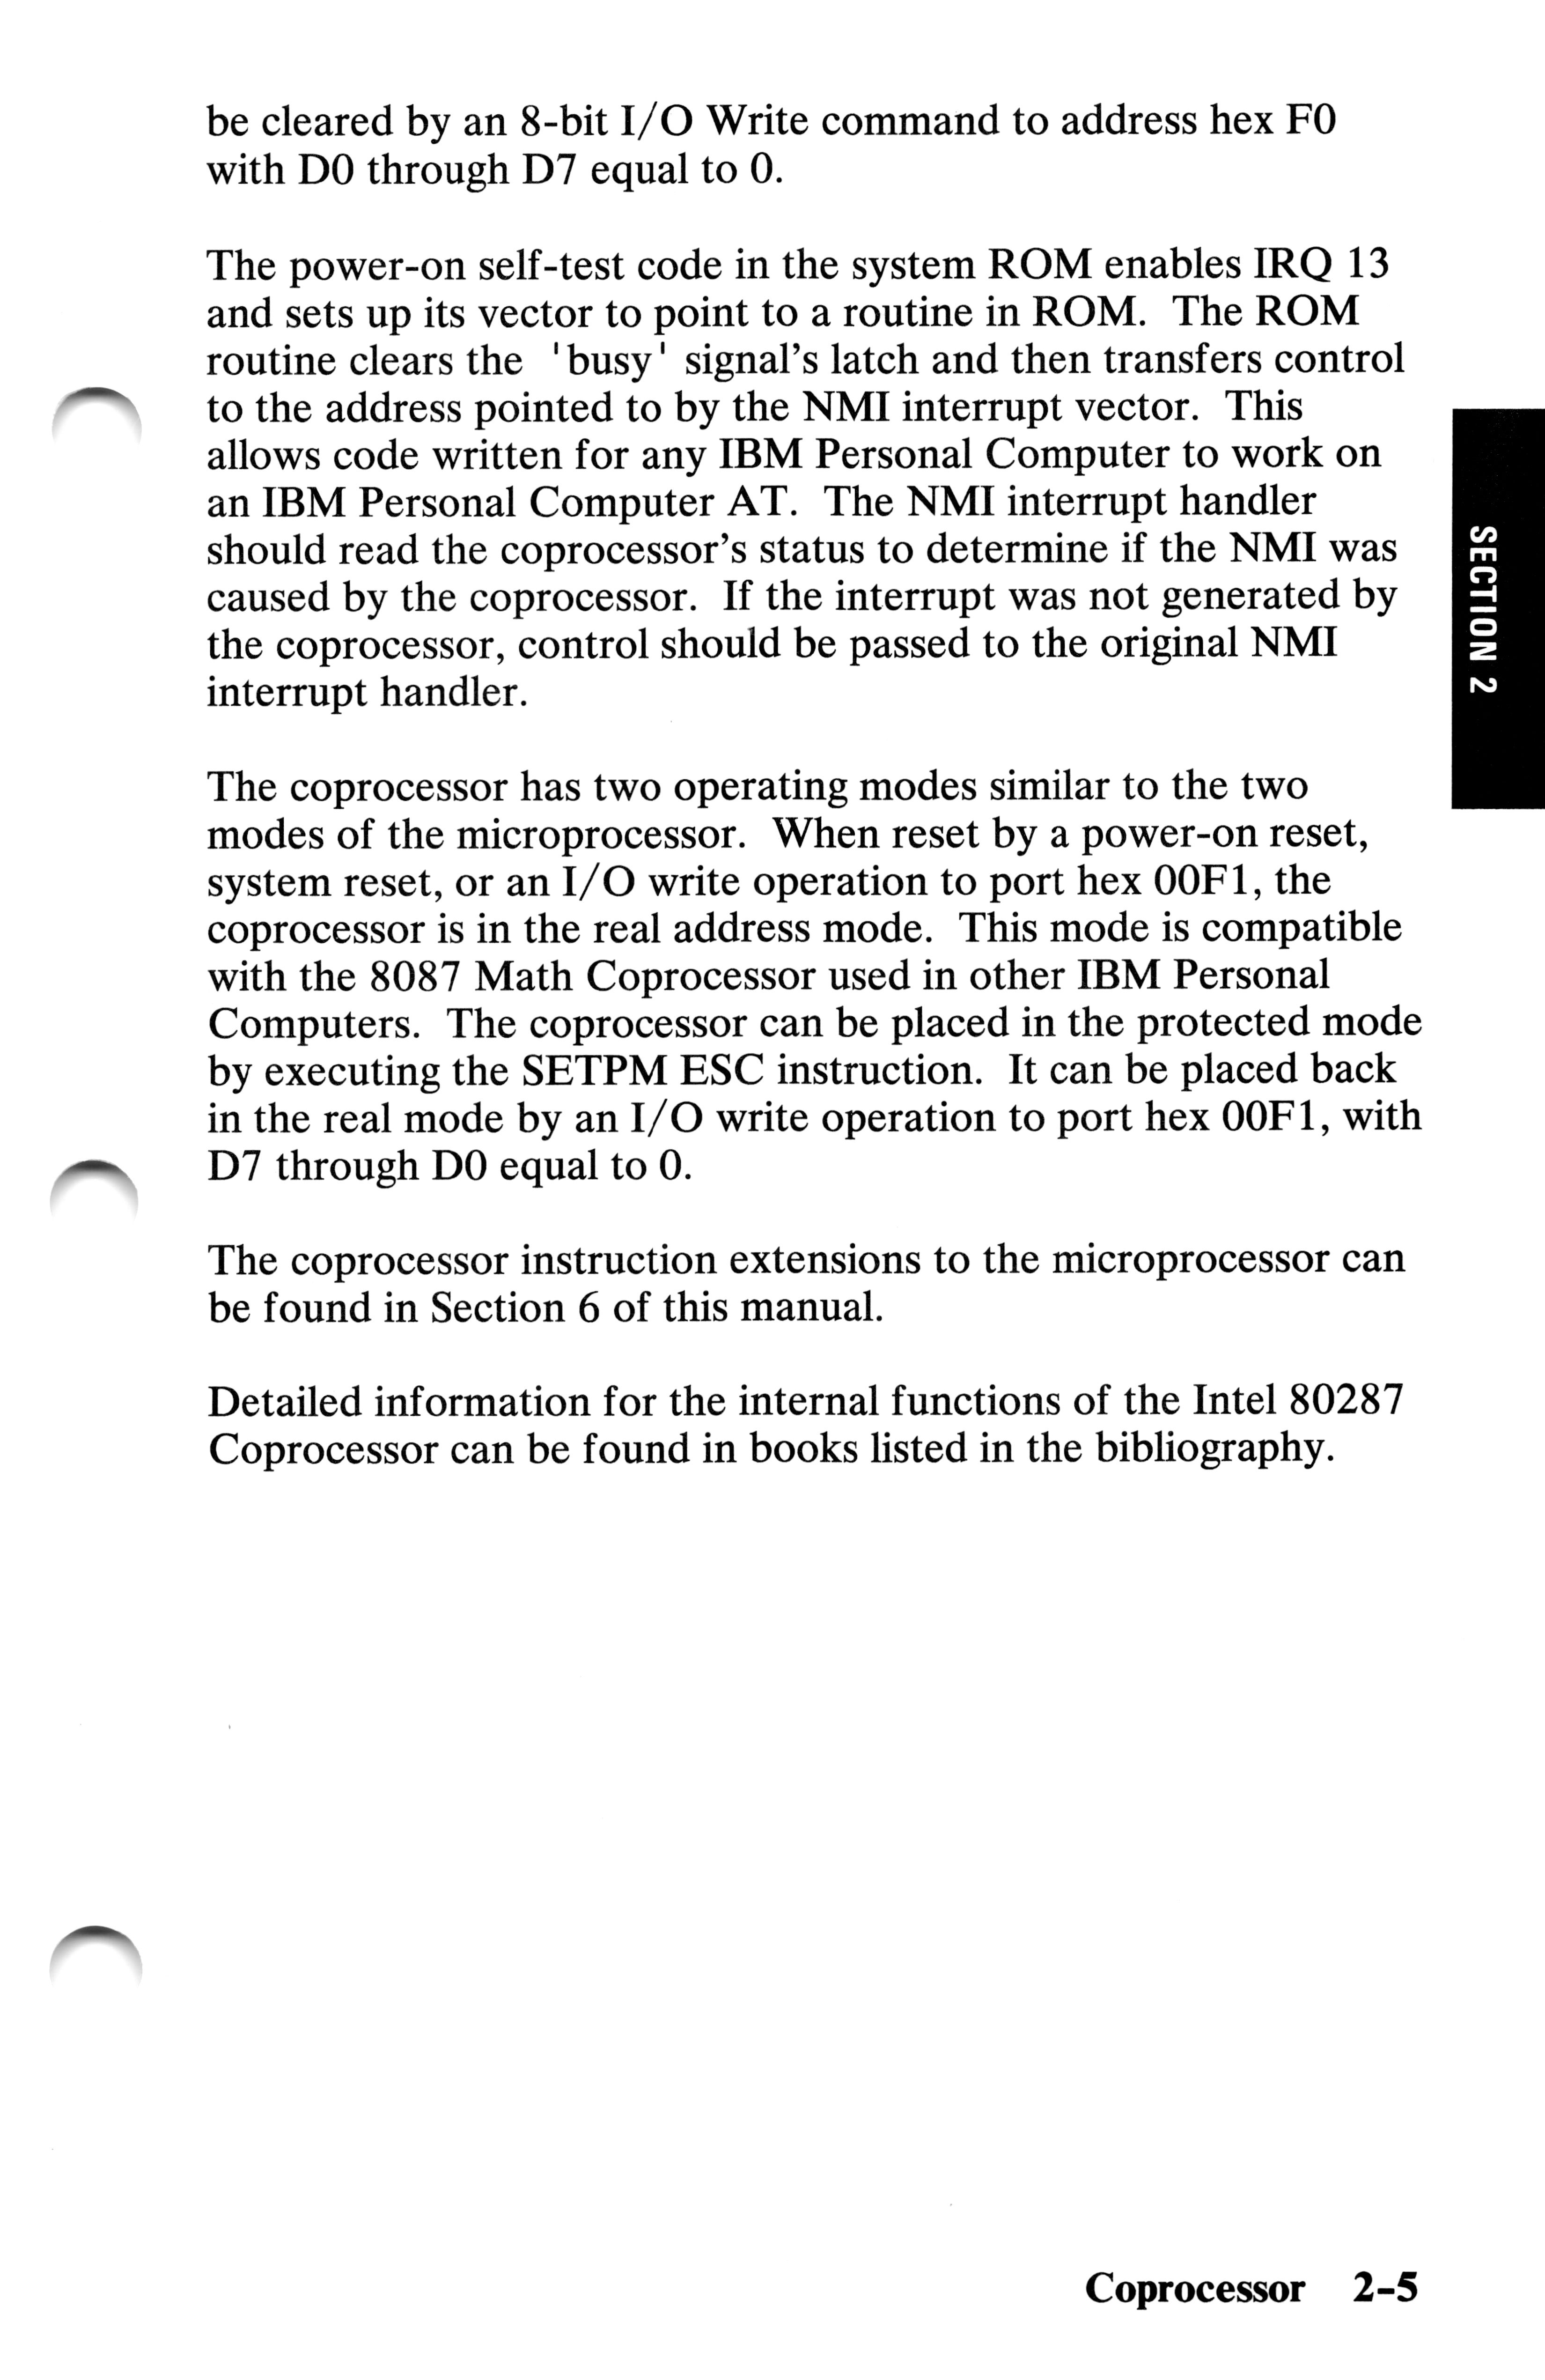 be cleared by an 8-bit I/O Write command to address hex F0
with D0 through D7 equal to 0.
The power-on self-test code in the system ROM enables IRQ 13
and sets up its vector to point to a routine in ROM.  The ROM
routine clears the 'busy' signal's latch and then transfers control
to the address pointed to by the NMI interrupt vector.  This
allows code written for any IBM Personal Computer to work on
an IBM Personal Computer AT.  The NMI interrupt handler
should read the coprocessor's status to determine if the NMI was
caused by the coprocessor.  If the interrupt was not generated by
the coprocessor, control should be passed to the original NMI
interrupt handler.
The coprocessor has two operating modes similar to the two
modes of the microprocessor.  When reset by a power-on reset,
system reset, or an I/O write operation to port hex 00F1, the
coprocessor is in the real address mode.  This mode is compatible
with the 8087 Math Coprocessor used in other IBM Personal
Computers.  The coprocessor can be placed in the protected mode
by executing the SETPM ESC instruction.  It can be placed back
in the real mode by an I/O write operation to port hex 00F1, with
D7 through D0 equal to 0.
The coprocessor instruction extensions to the microprocessor can
be found in Section 6 of this manual.
Detailed information for the internal functions of the Intel 80287
Coprocessor can be found in books listed in the bibliography.
SECTION 2
Coprocessor 2-5